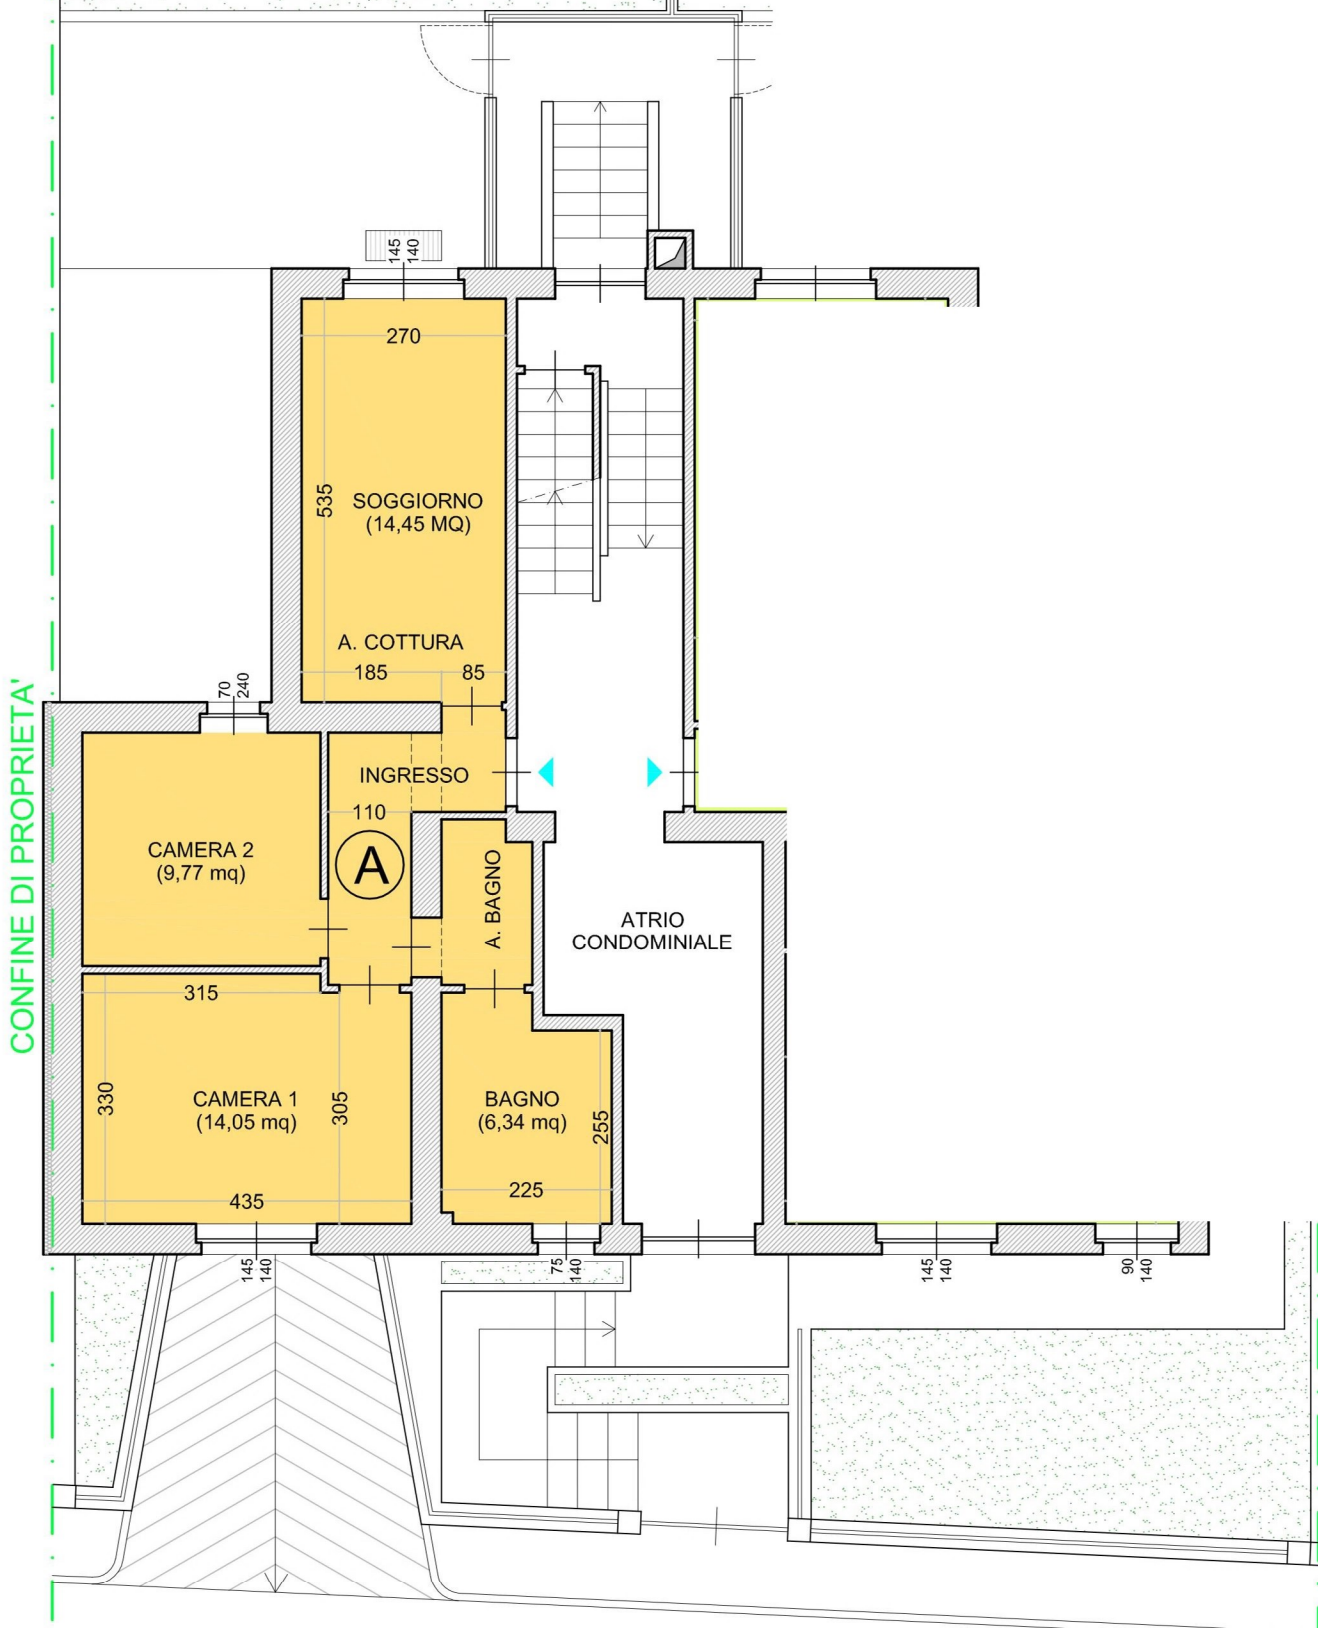 145
140
270
535
SOGGIORNO
(14,45 MQ)
A. COTTURA
185
85
70
240
CONFINE DI PROPRIETA'
INGRESSO
110
CAMERA 2
(9,77 mq)
A
A. BAGNO
ATRIO
CONDOMINIALE
315
330
CAMERA 1
(14,05 mq)
305
435
BAGNO
(6,34 mq)
255
225
145
140
75
140
145
140
90
140